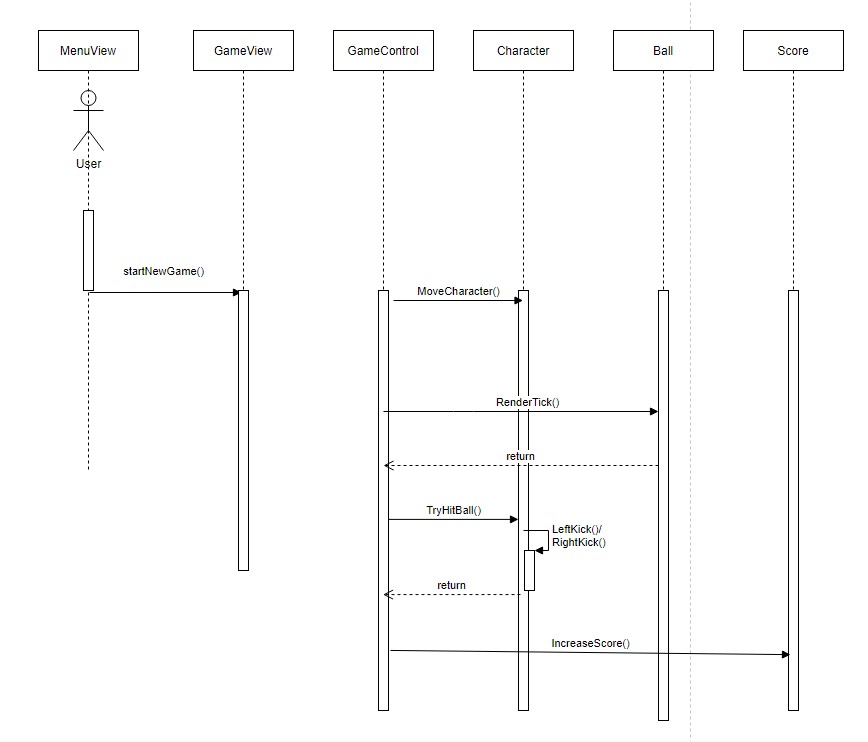 MenuView
GameView
GameControl
Character
Ball
Score
User
startNewGame()
MoveCharacter()
RenderTick()
return
TryHitBall()
LeftKick()/
RightKick()
return
IncreaseScore()